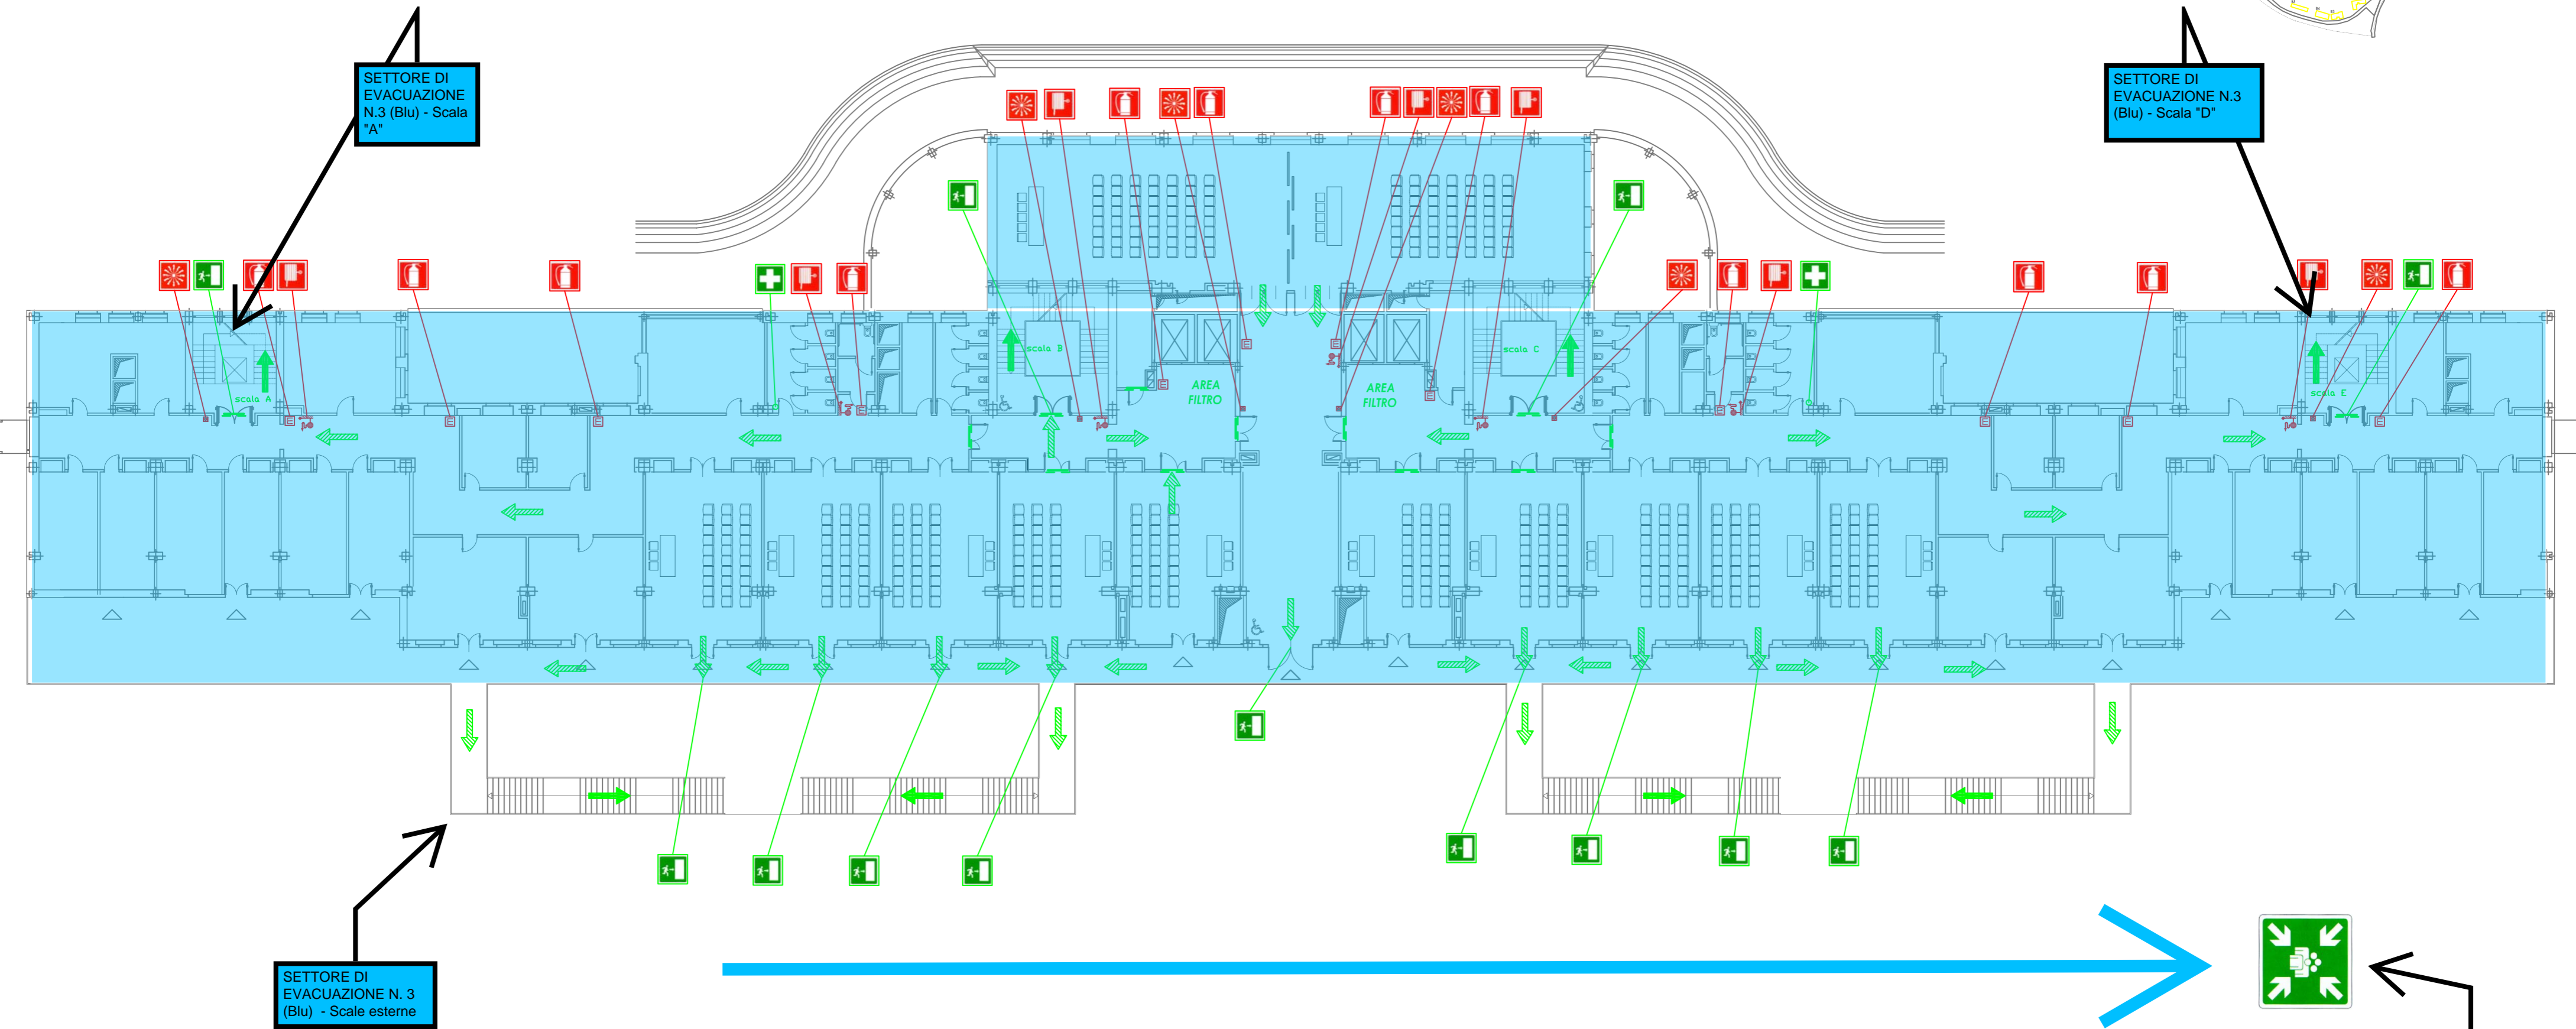 SETTORE DI
EVACUAZIONE
N.3 (Blu) - Scala
"A"
SETTORE DI
EVACUAZIONE N.3
(Blu) - Scala "D"
scala A
scala B
AREA
FILTRO
AREA
FILTRO
scala C
scala E
SETTORE DI
EVACUAZIONE N. 3
(Blu) - Scale esterne